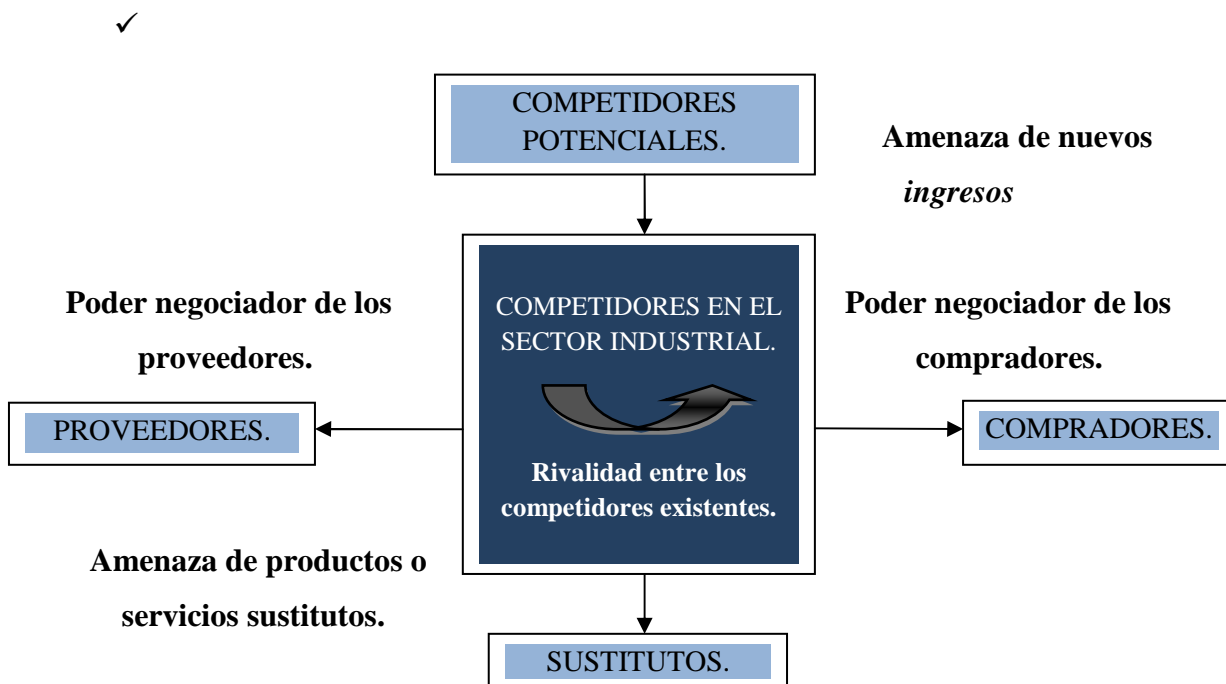 ✓
COMPETIDORES
POTENCIALES.
Amenaza de nuevos
ingresos
Poder negociador de los
proveedores.
COMPETIDORES EN EL
SECTOR INDUSTRIAL.
Poder negociador de los
compradores.
PROVEEDORES.
COMPRADORES.
Rivalidad entre los
competidores existentes.
Amenaza de productos o
servicios sustitutos.
SUSTITUTOS.